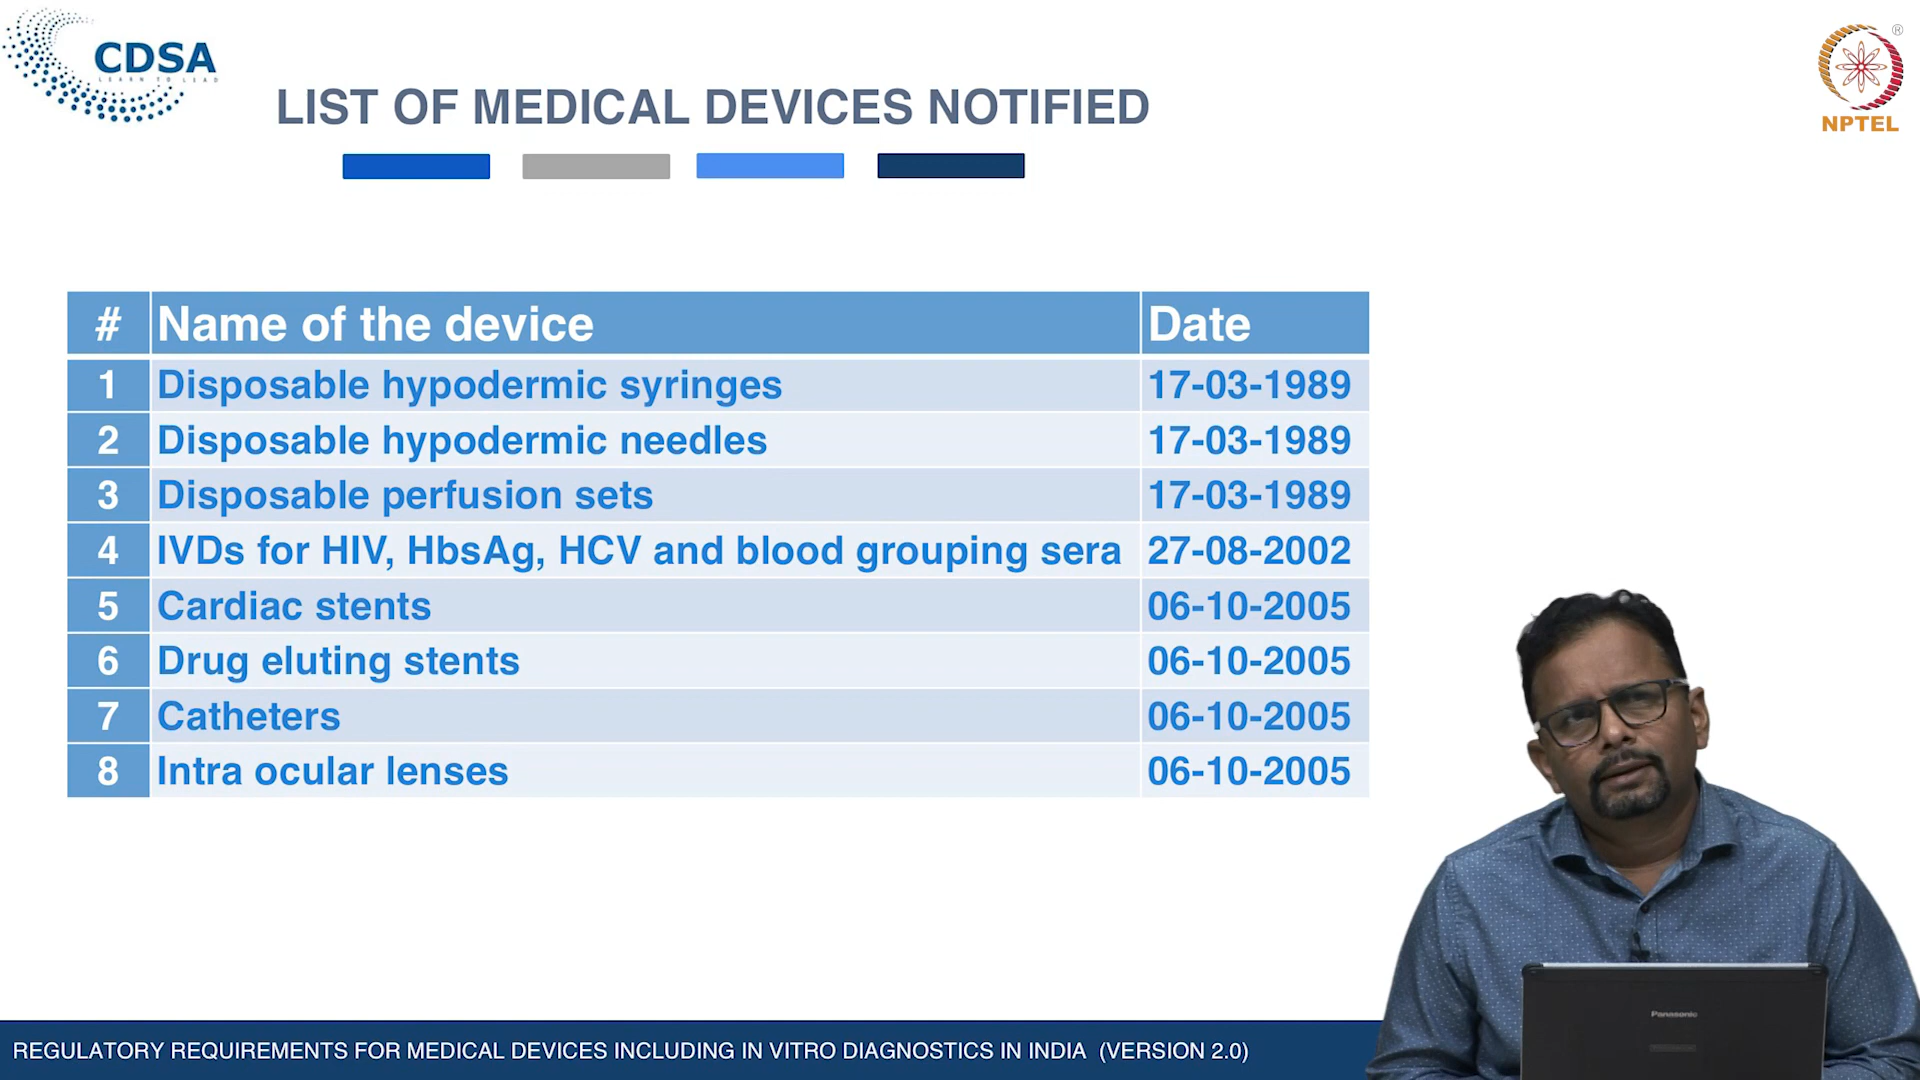 CDSA
LEARN TO LEAD
®
NPTEL
LIST OF MEDICAL DEVICES NOTIFIED
# Name of the device Date
1 Disposable hypodermic syringes 17-03-1989
2 Disposable hypodermic needles 17-03-1989
3 Disposable perfusion sets 17-03-1989
4 IVDs for HIV, HbsAg, HCV and blood grouping sera 27-08-2002
5 Cardiac stents 06-10-2005
6 Drug eluting stents 06-10-2005
7 Catheters 06-10-2005
8 Intra ocular lenses 06-10-2005
Panasonic
REGULATORY REQUIREMENTS FOR MEDICAL DEVICES INCLUDING IN VITRO DIAGNOSTICS IN INDIA (VERSION 2.0)